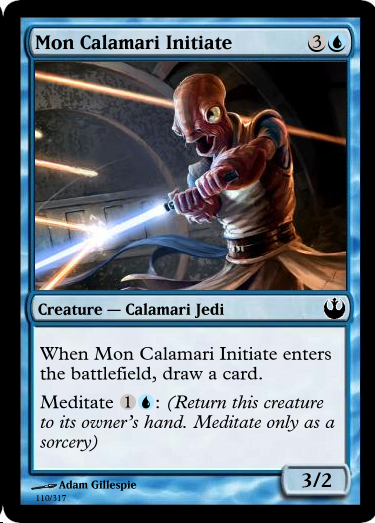 Mon Calamari Initiate 3
Creature — Calamari Jedi
When Mon Calamari Initiate enters
the battlefield, draw a card.
Meditate 1 : (Return this creature
to its owner's hand. Meditate only as a
sorcery)
Adam Gillespie
3/2
110/317